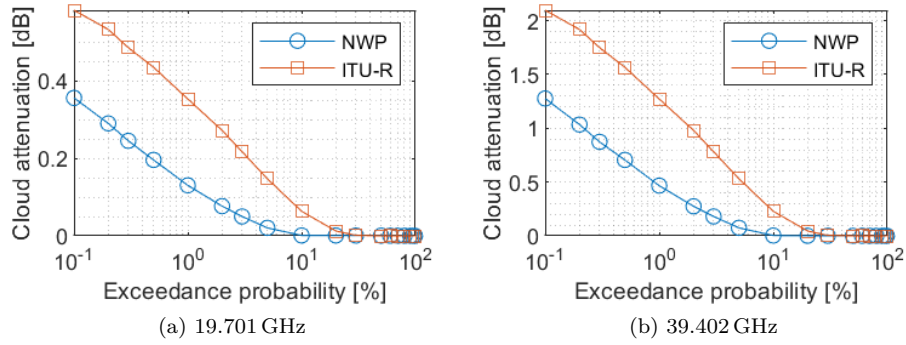 Cloud attenuation [dB]
0.4
0.2
0
NWP
ITU-R
10^-1 10^0 10^1 10^2
Exceedance probability [%]
(a) 19.701 GHz
Cloud attenuation [dB]
2
1.5
1
0.5
0
NWP
ITU-R
10^-1 10^0 10^1 10^2
Exceedance probability [%]
(b) 39.402 GHz